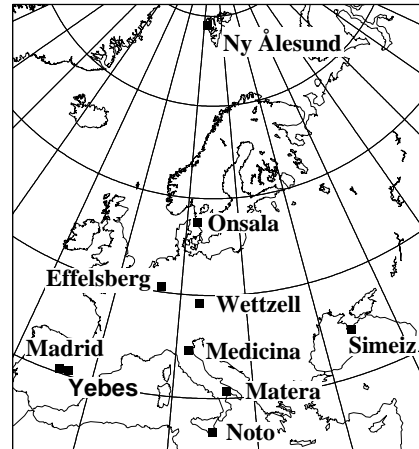 Ny Ålesund
Onsala
Effelsberg
Wettzell
Simeiz
Madrid
Medicina
Yebes
Matera
Noto